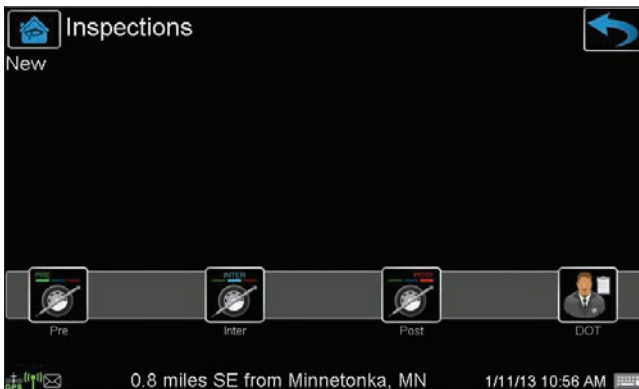 Inspections
New
PRE
INTER
POST
Pre
Inter
Post
DOT
GPS
0.8 miles SE from Minnetonka, MN
1/11/13 10:56 AM